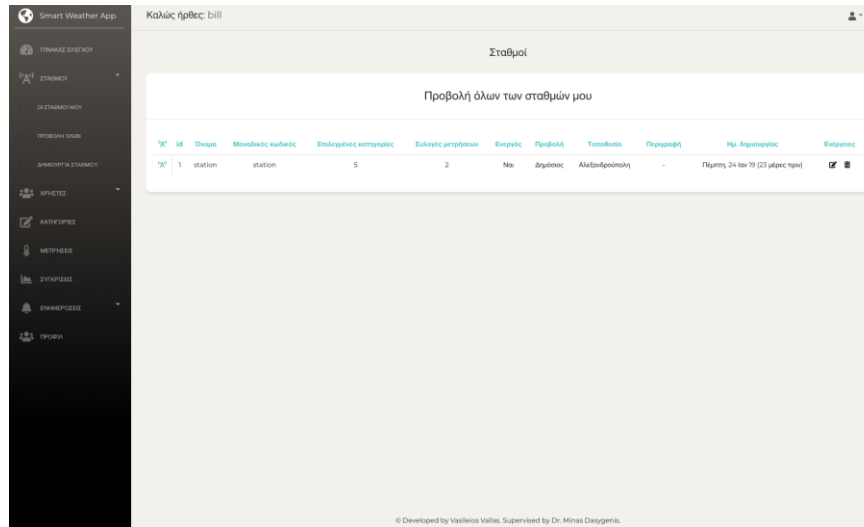 Smart Weather App
Καλώς ήρθες: bill
ΠΙΝΑΚΑΣ ΕΛΕΓΧΟΥ
ΣΤΑΘΜΟΙ
ΟΙ ΣΤΑΘΜΟΙ ΜΟΥ
ΠΡΟΒΟΛΗ ΟΛΩΝ
ΔΗΜΙΟΥΡΓΙΑ ΣΤΑΘΜΟΥ
ΧΡΗΣΤΕΣ
ΚΑΤΗΓΟΡΙΕΣ
ΜΕΤΡΗΣΕΙΣ
ΣΥΓΚΡΙΣΕΙΣ
ΕΝΗΜΕΡΩΣΕΙΣ
ΠΡΟΦΙΛ
Σταθμοί
Προβολή όλων των σταθμών μου
Id Όνομα Μοναδικός κωδικός Επιλεγμένες κατηγορίες Συλλογές μετρήσεων Ενεργός Προβολή Τοποθεσία Περιγραφή Ημ. δημιουργίας Ενέργειες
1 station station 5 2 Ναι Δημόσιος Αλεξανδρούπολη - Πέμπτη, 24 Ιαν 19 (23 μέρες πριν)
© Developed by Vasileios Vallas. Supervised by Dr. Minas Dasygenis.